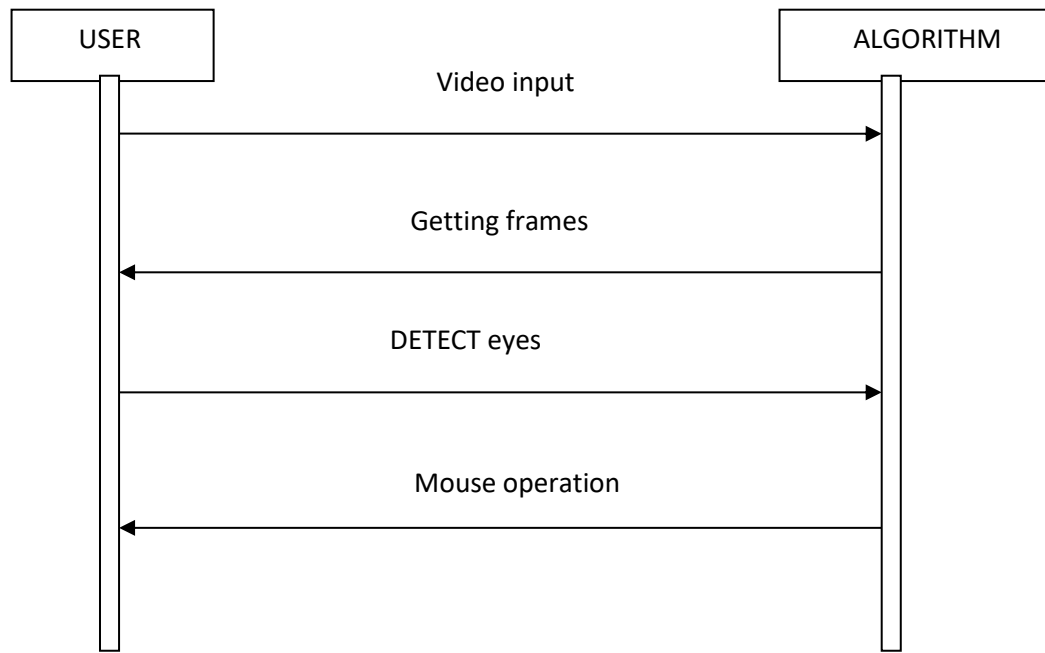 USER
ALGORITHM
Video input
Getting frames
DETECT eyes
Mouse operation